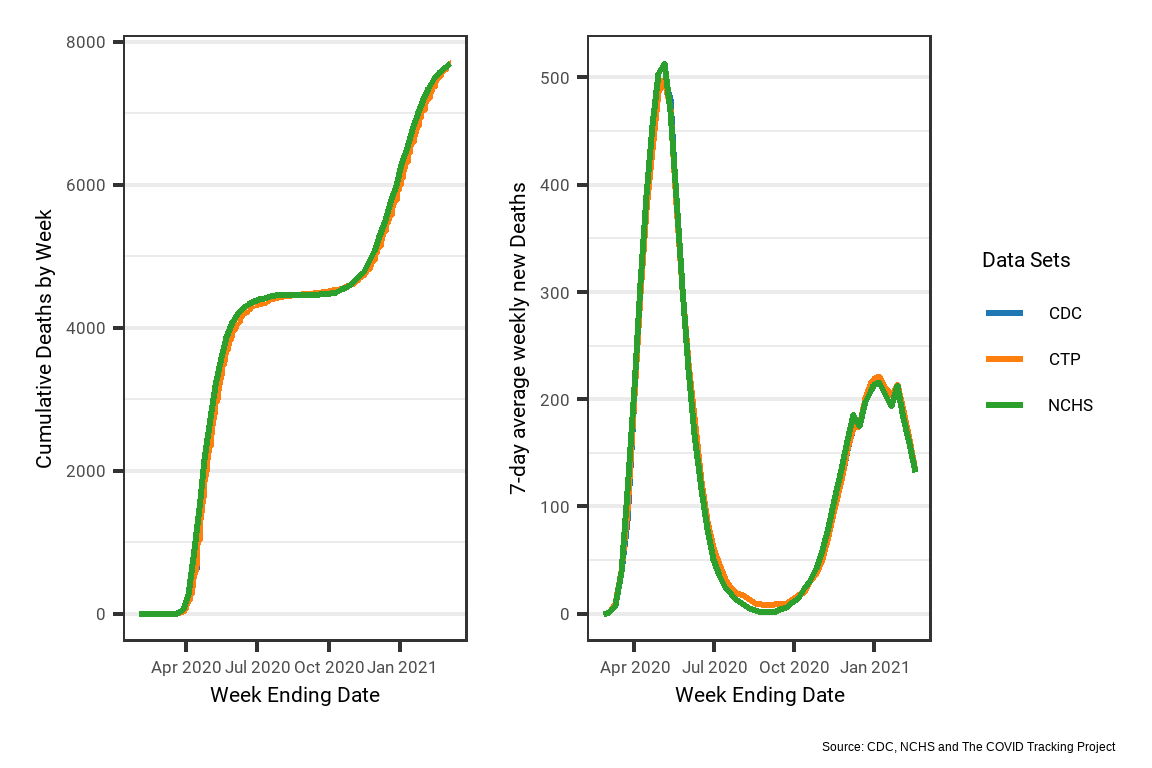 Cumulative Deaths by Week
8000
6000
4000
2000
0
Apr 2020 Jul 2020 Oct 2020 Jan 2021
Week Ending Date
7-day average weekly new Deaths
500
400
300
200
100
0
Apr 2020 Jul 2020 Oct 2020 Jan 2021
Week Ending Date
Data Sets
CDC
CTP
NCHS
Source: CDC, NCHS and The COVID Tracking Project